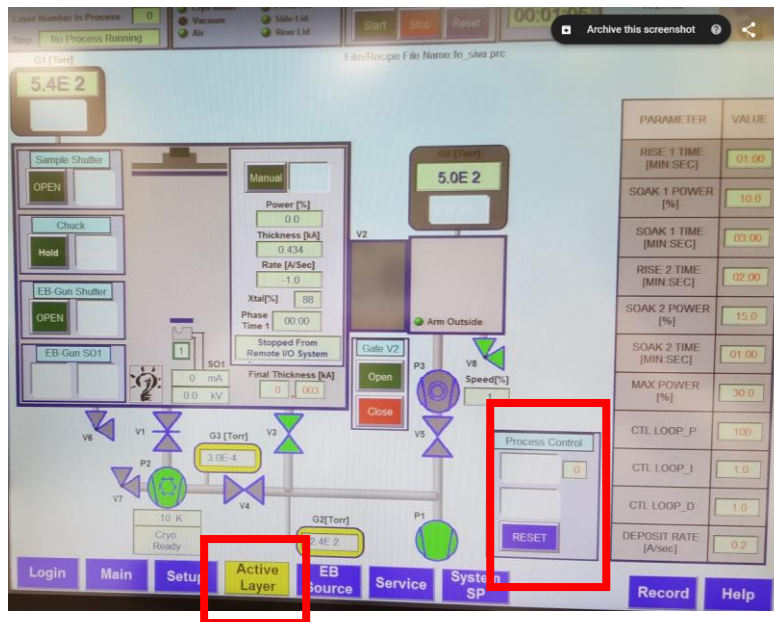 Layer Number in Process 0
Step No Process Running
Cryo Water
Vacuum
Air
Side Lid
Rear Lid
Start Stop Reset
00:01:05
Archive this screenshot
Film/Recipe File Name: fe_siva.prc
G1 [Torr]
5.4E 2
Sample Shutter
OPEN
Chuck
Hold
EB-Gun Shutter
OPEN
EB-Gun SO1
1
SO1
0 mA
0.0 kV
Manual
Power [%]
0.0
Thickness [kA]
0.434
Rate [A/Sec]
-1.0
Xtal[%] 88
Phase
Time 1 00:00
Stopped From
Remote I/O System
Final Thickness [kA]
0 . 003
V2
5.0E 2
Arm Outside
Gate V2
Open
Close
P3
V8
Speed[%]
1
V6
V1
V3
V5
G3 [Torr]
3.0E-4
P2
V7
V4
10 K
Cryo
Ready
G2[Torr]
2.4E 2
P1
Process Control
0
RESET
PARAMETER VALUE
RISE 1 TIME
[MIN:SEC] 01:00
SOAK 1 POWER
[%] 10.0
SOAK 1 TIME
[MIN:SEC] 03:00
RISE 2 TIME
[MIN:SEC] 02:00
SOAK 2 POWER
[%] 15.0
SOAK 2 TIME
[MIN:SEC] 01:00
MAX POWER
[%] 30.0
CTL LOOP_P 100
CTL LOOP_I 1.0
CTL LOOP_D 1.0
DEPOSIT RATE
[A/sec] 0.2
Login Main Setup Active
Layer EB
Source Service System
SP Record Help